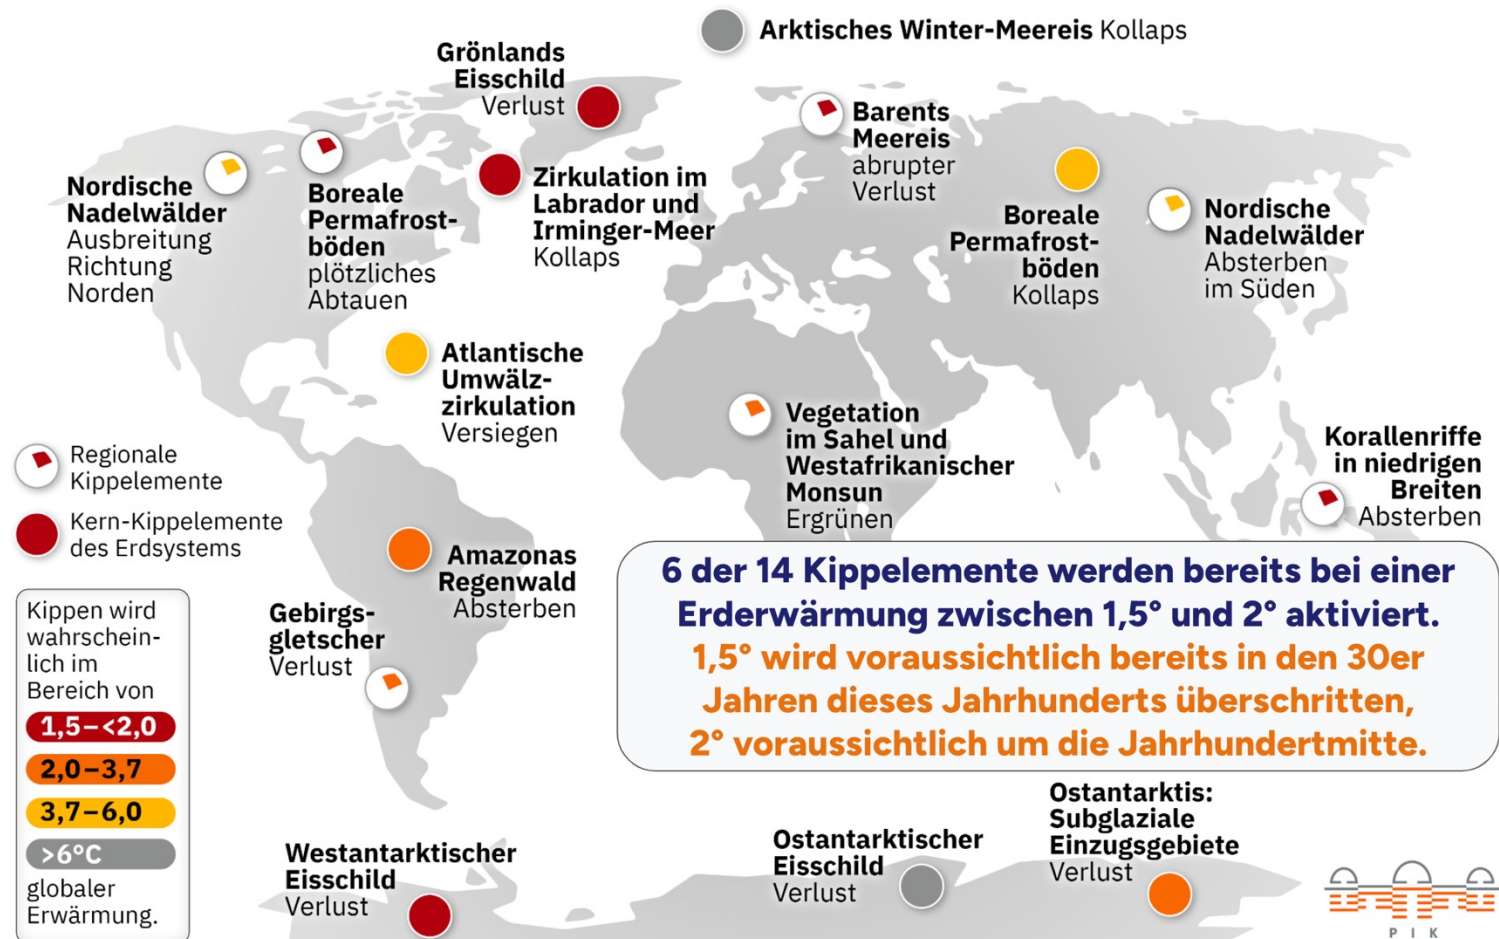 Arktisches Winter-Meereis Kollaps
Grönlands
Eisschild
Verlust
Barents
Meereis
abrupter
Verlust
Nordische
Nadelwälder
Ausbreitung
Richtung
Norden
Boreale
Permafrost-
böden
plötzliches
Abtauen
Zirkulation im
Labrador und
Irminger-Meer
Kollaps
Boreale
Permafrost-
böden
Kollaps
Nordische
Nadelwälder
Absterben
im Süden
Atlantische
Umwälz-
zirkulation
Versiegen
Vegetation
im Sahel und
Westafrikanischer
Monsun
Ergrünen
Korallenriffe
in niedrigen
Breiten
Absterben
Regionale
Kippelemente
Kern-Kippelemente
des Erdsystems
Amazonas
Regenwald
Absterben
Gebirgs-
gletscher
Verlust
6 der 14 Kippelemente werden bereits bei einer
Erderwärmung zwischen 1,5° und 2° aktiviert.
1,5° wird voraussichtlich bereits in den 30er
Jahren dieses Jahrhunderts überschritten,
2° voraussichtlich um die Jahrhundertmitte.
Kippen wird
wahrschein-
lich im
Bereich von
1,5–<2,0
2,0–3,7
3,7–6,0
>6°C
globaler
Erwärmung.
Westantarktischer
Eisschild
Verlust
Ostantarktischer
Eisschild
Verlust
Ostantarktis:
Subglaziale
Einzugsgebiete
Verlust
P I K